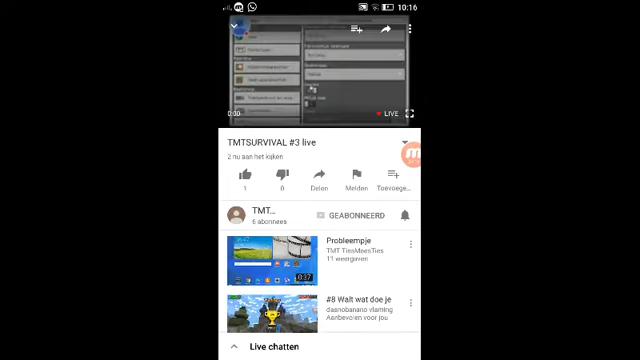 10:16
0:00
LIVE
TMTSURVIVAL #3 live
2 nu aan het kijken
1
0
Delen
Melden
Toevoege...
TMT...
GEABONNEERD
6 abonnees
Probleempje
TMT TiesMeesTies
11 weergaven
0:37
#8 Walt wat doe je
dasnobanano vlaming
Aanbevolen voor jou
Live chatten